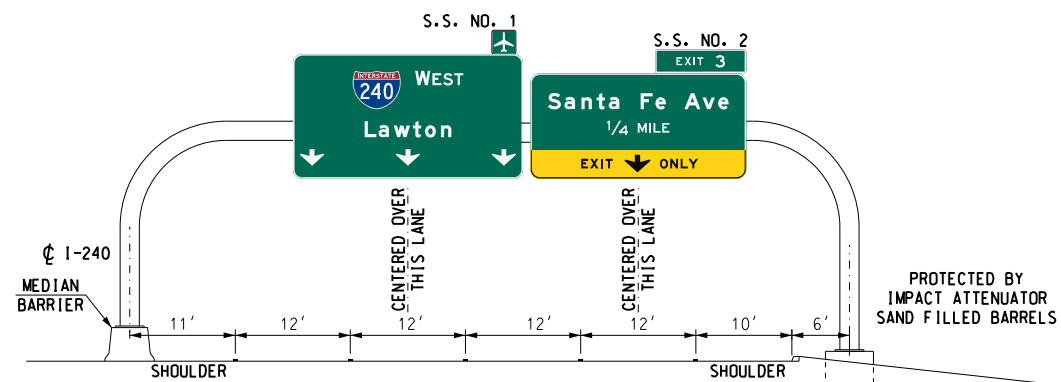 S.S. NO. 1
S.S. NO. 2
EXIT 3
INTERSTATE
240
WEST
Lawton
Santa Fe Ave
1/4 MILE
EXIT ONLY
℄ I-240
MEDIAN
BARRIER
CENTERED OVER
THIS LANE
CENTERED OVER
THIS LANE
PROTECTED BY
IMPACT ATTENUATOR
SAND FILLED BARRELS
11' 12' 12' 12' 12' 10' 6'
SHOULDER SHOULDER